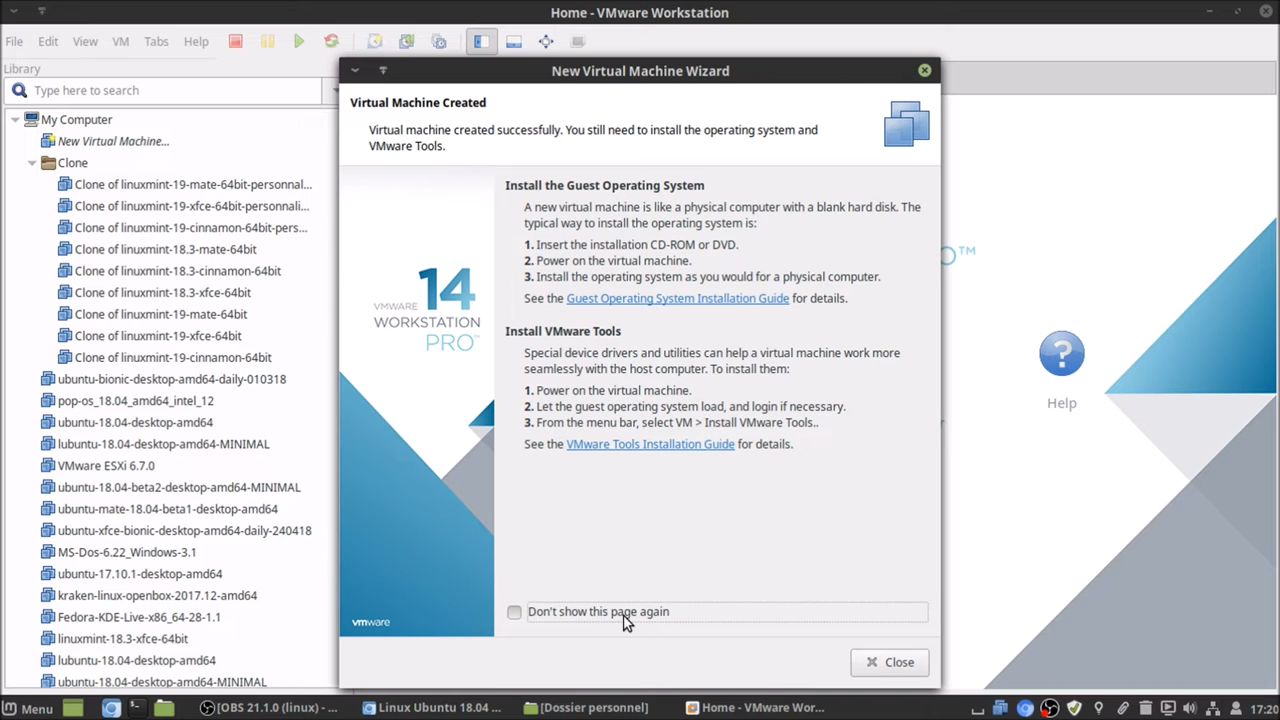 Home - VMware Workstation
File Edit View VM Tabs Help
Library
Type here to search
My Computer
New Virtual Machine...
Clone
Clone of linuxmint-19-mate-64bit-personnal...
Clone of linuxmint-19-xfce-64bit-personnali...
Clone of linuxmint-19-cinnamon-64bit-pers...
Clone of linuxmint-18.3-mate-64bit
Clone of linuxmint-18.3-cinnamon-64bit
Clone of linuxmint-18.3-xfce-64bit
Clone of linuxmint-19-mate-64bit
Clone of linuxmint-19-xfce-64bit
Clone of linuxmint-19-cinnamon-64bit
ubuntu-bionic-desktop-amd64-daily-010318
pop-os_18.04_amd64_intel_12
ubuntu-18.04-desktop-amd64
lubuntu-18.04-desktop-amd64-MINIMAL
VMware ESXi 6.7.0
ubuntu-18.04-beta2-desktop-amd64-MINIMAL
ubuntu-mate-18.04-beta1-desktop-amd64
ubuntu-xfce-bionic-desktop-amd64-daily-240418
MS-Dos-6.22_Windows-3.1
ubuntu-17.10.1-desktop-amd64
kraken-linux-openbox-2017.12-amd64
Fedora-KDE-Live-x86_64-28-1.1
linuxmint-18.3-xfce-64bit
lubuntu-18.04-desktop-amd64
ubuntu-18.04-desktop-amd64-MINIMAL
New Virtual Machine Wizard
Virtual Machine Created
Virtual machine created successfully. You still need to install the operating system and
VMware Tools.
14
VMWARE
WORKSTATION
PRO™
vmware
Install the Guest Operating System
A new virtual machine is like a physical computer with a blank hard disk. The
typical way to install the operating system is:
1. Insert the installation CD-ROM or DVD.
2. Power on the virtual machine.
3. Install the operating system as you would for a physical computer.
See the Guest Operating System Installation Guide for details.
Install VMware Tools
Special device drivers and utilities can help a virtual machine work more
seamlessly with the host computer. To install them:
1. Power on the virtual machine.
2. Let the guest operating system load, and login if necessary.
3. From the menu bar, select VM > Install VMware Tools..
See the VMware Tools Installation Guide for details.
Don't show this page again
Close
O™
Help
Menu
[OBS 21.1.0 (linux) - ...
Linux Ubuntu 18.04 ...
[Dossier personnel]
Home - VMware Wor...
17:20